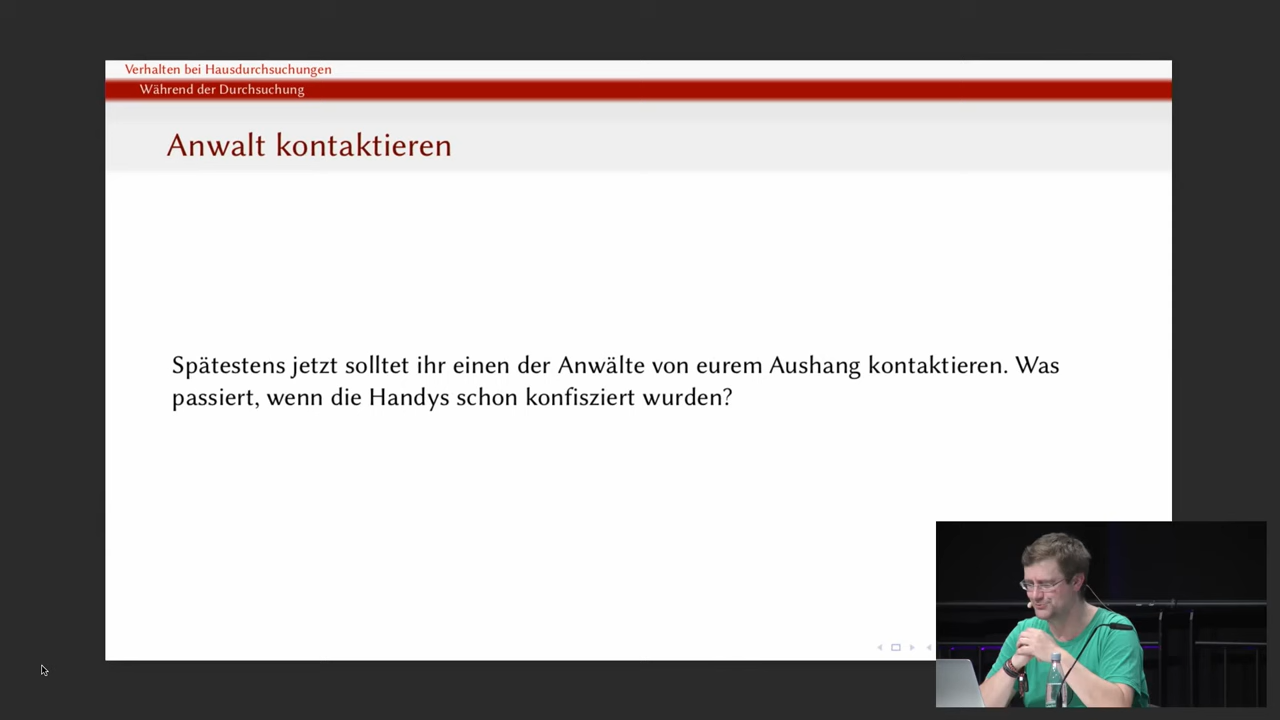 Verhalten bei Hausdurchsuchungen
Während der Durchsuchung
Anwalt kontaktieren
Spätestens jetzt solltet ihr einen der Anwälte von eurem Aushang kontaktieren. Was
passiert, wenn die Handys schon konfisziert wurden?